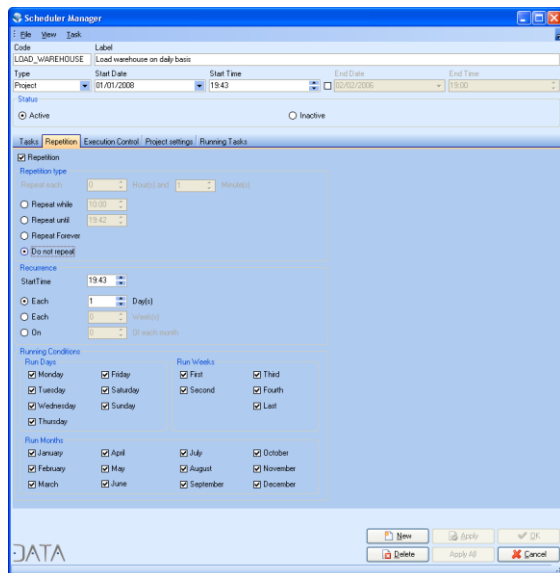 Scheduler Manager
File View Task
Code Label
LOAD_WAREHOUSE Load warehouse on daily basis
Type Start Date Start Time End Date End Time
Project 01/01/2008 19:43 02/02/2006 19:00
Status
Active Inactive
Tasks Repetition Execution Control Project settings Running Tasks
Repetition
Repetition type
Repeat each 0 Hour(s) and 1 Minute(s)
Repeat while 10:00
Repeat until 19:42
Repeat Forever
Do not repeat
Recurrence
StartTime 19:43
Each 1 Day(s)
Each 0 Week(s)
On 0 Of each month
Running Conditions
Run Days Run Weeks
Monday Friday First Third
Tuesday Saturday Second Fourth
Wednesday Sunday Last
Thursday
Run Months
January April July October
February May August November
March June September December
New Apply OK
DATA Delete Apply All Cancel